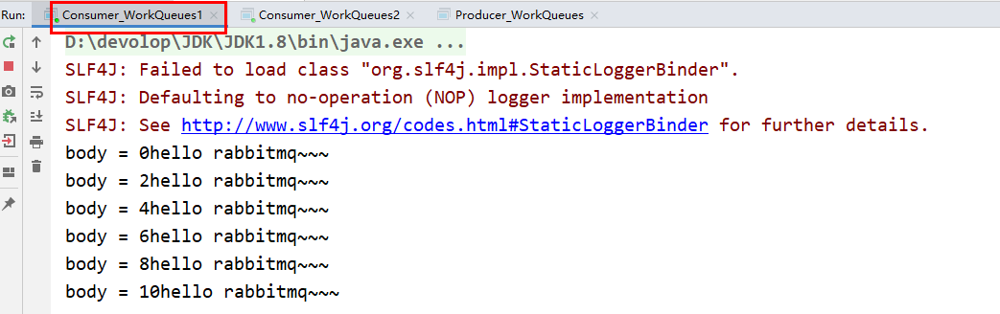 Run: Consumer_WorkQueues1 × Consumer_WorkQueues2 × Producer_WorkQueues ×
D:\devolop\JDK\JDK1.8\bin\java.exe ...
SLF4J: Failed to load class "org.slf4j.impl.StaticLoggerBinder".
SLF4J: Defaulting to no-operation (NOP) logger implementation
SLF4J: See http://www.slf4j.org/codes.html#StaticLoggerBinder for further details.
body = 0hello rabbitmq~~~
body = 2hello rabbitmq~~~
body = 4hello rabbitmq~~~
body = 6hello rabbitmq~~~
body = 8hello rabbitmq~~~
body = 10hello rabbitmq~~~